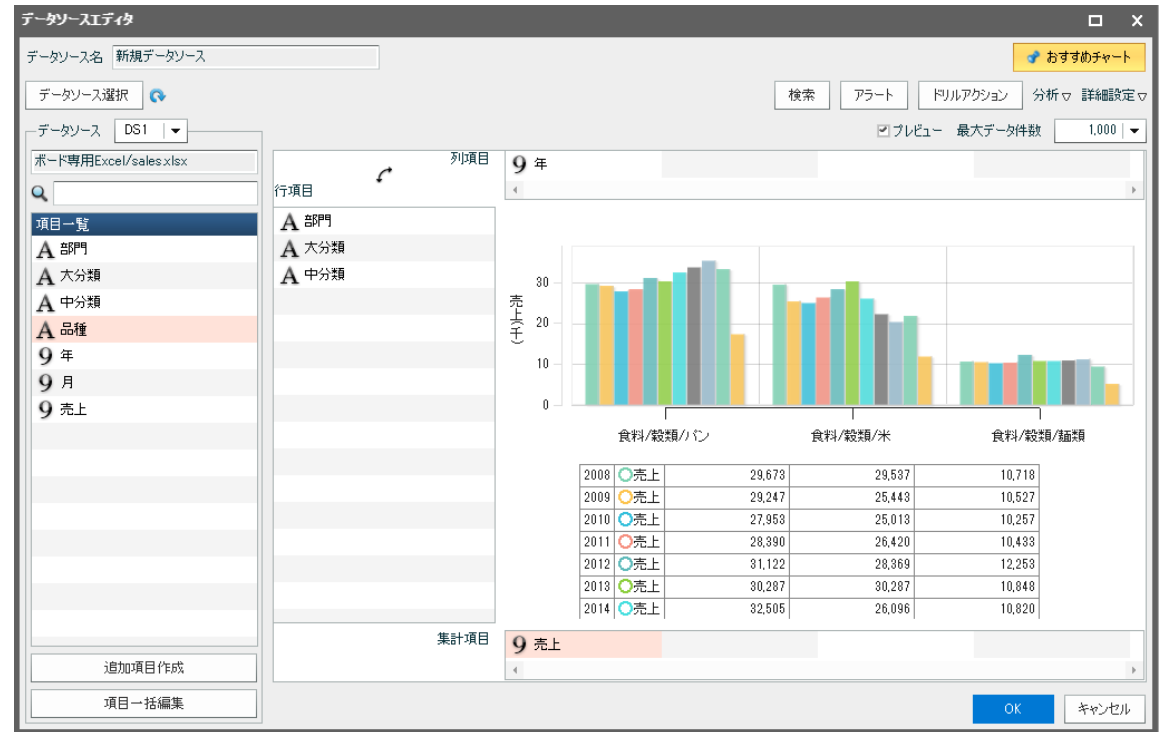 データソースエディタ
データソース名 新規データソース
おすすめチャート
データソース選択 検索 アラート ドリルアクション 分析▽ 詳細設定▽
データソース DS1 プレビュー 最大データ件数 1,000
ボード専用Excel/sales.xlsx
列項目
行項目
9 年
項目一覧
A 部門
A 大分類
A 中分類
A 品種
9 年
9 月
9 売上
A 部門
A 大分類
A 中分類
売上(千)
30
20
10
0
食料/穀類/パン 食料/穀類/米 食料/穀類/麺類
2008 売上 29,673 29,537 10,718
2009 売上 29,247 25,443 10,527
2010 売上 27,953 25,013 10,257
2011 売上 28,390 26,420 10,433
2012 売上 31,122 28,369 12,253
2013 売上 30,287 30,287 10,848
2014 売上 32,505 26,096 10,820
集計項目
9 売上
追加項目作成
項目一括編集
OK キャンセル